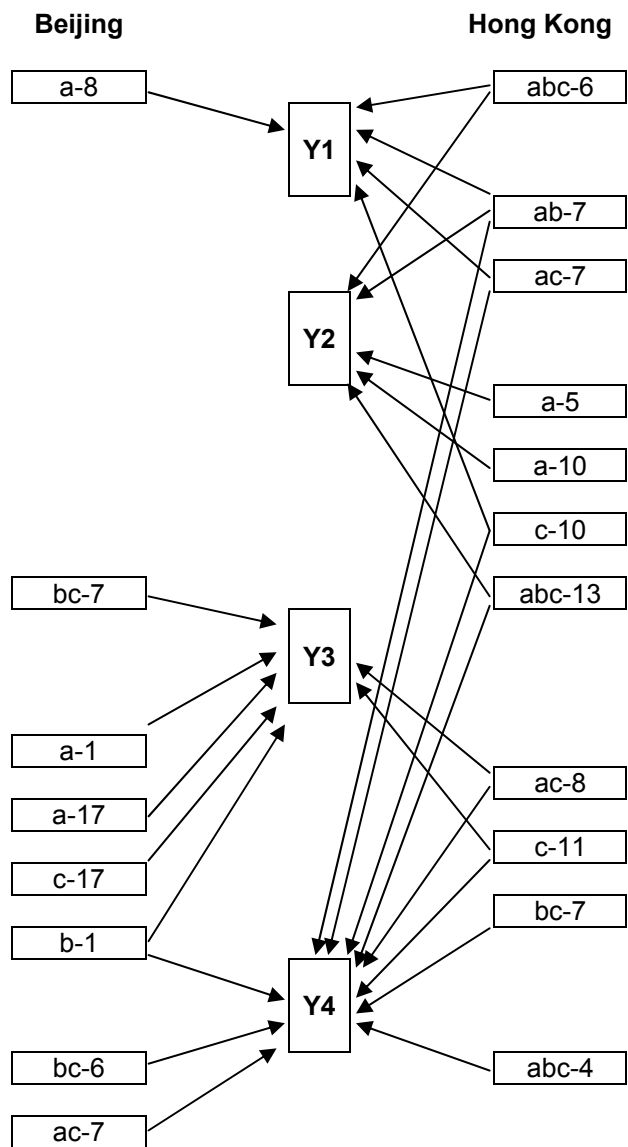 Beijing
Hong Kong
a-8
abc-6
Y1
ab-7
ac-7
Y2
a-5
a-10
c-10
bc-7
abc-13
Y3
a-1
ac-8
a-17
c-11
c-17
bc-7
b-1
Y4
bc-6
abc-4
ac-7